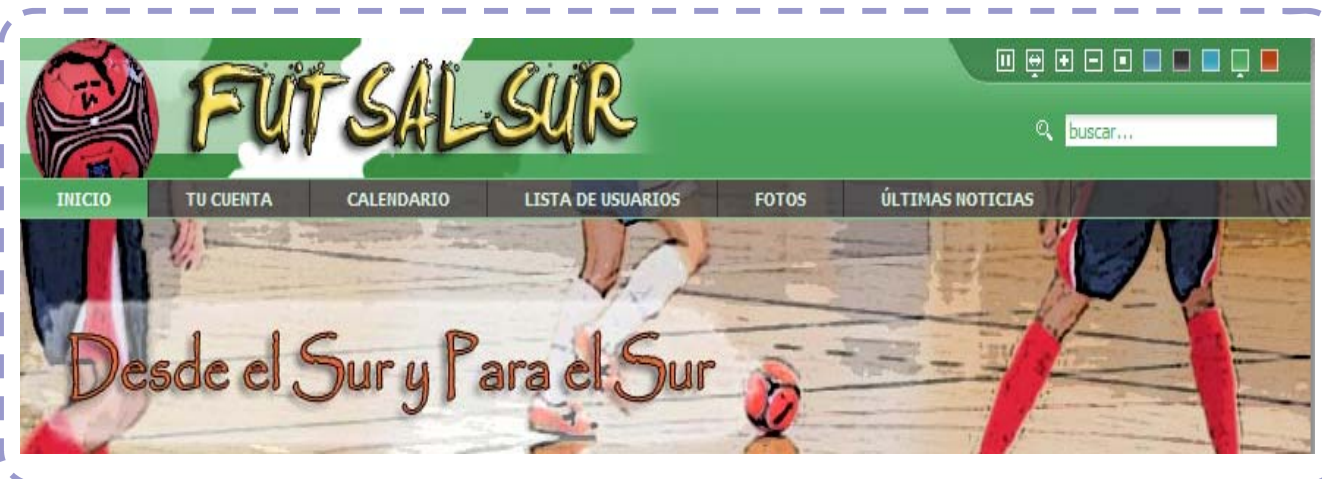 FUTSALSUR
buscar...
INICIO TU CUENTA CALENDARIO LISTA DE USUARIOS FOTOS ÚLTIMAS NOTICIAS
Desde el Sur y Para el Sur